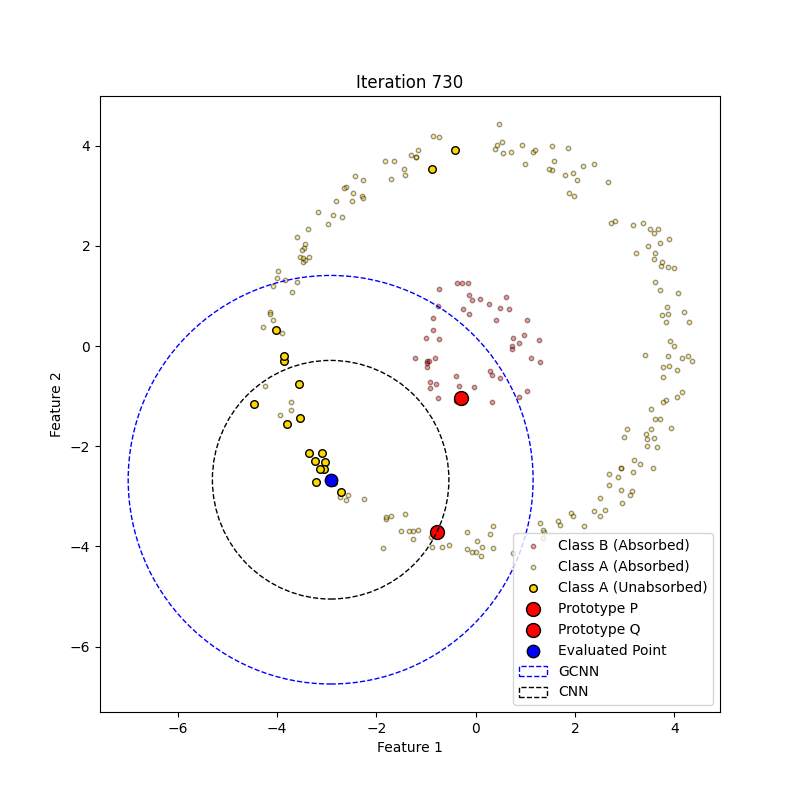 Iteration 730
Feature 2
4
2
0
−2
−4
−6
−6
−4
−2
0
2
4
Feature 1
Class B (Absorbed)
Class A (Absorbed)
Class A (Unabsorbed)
Prototype P
Prototype Q
Evaluated Point
GCNN
CNN